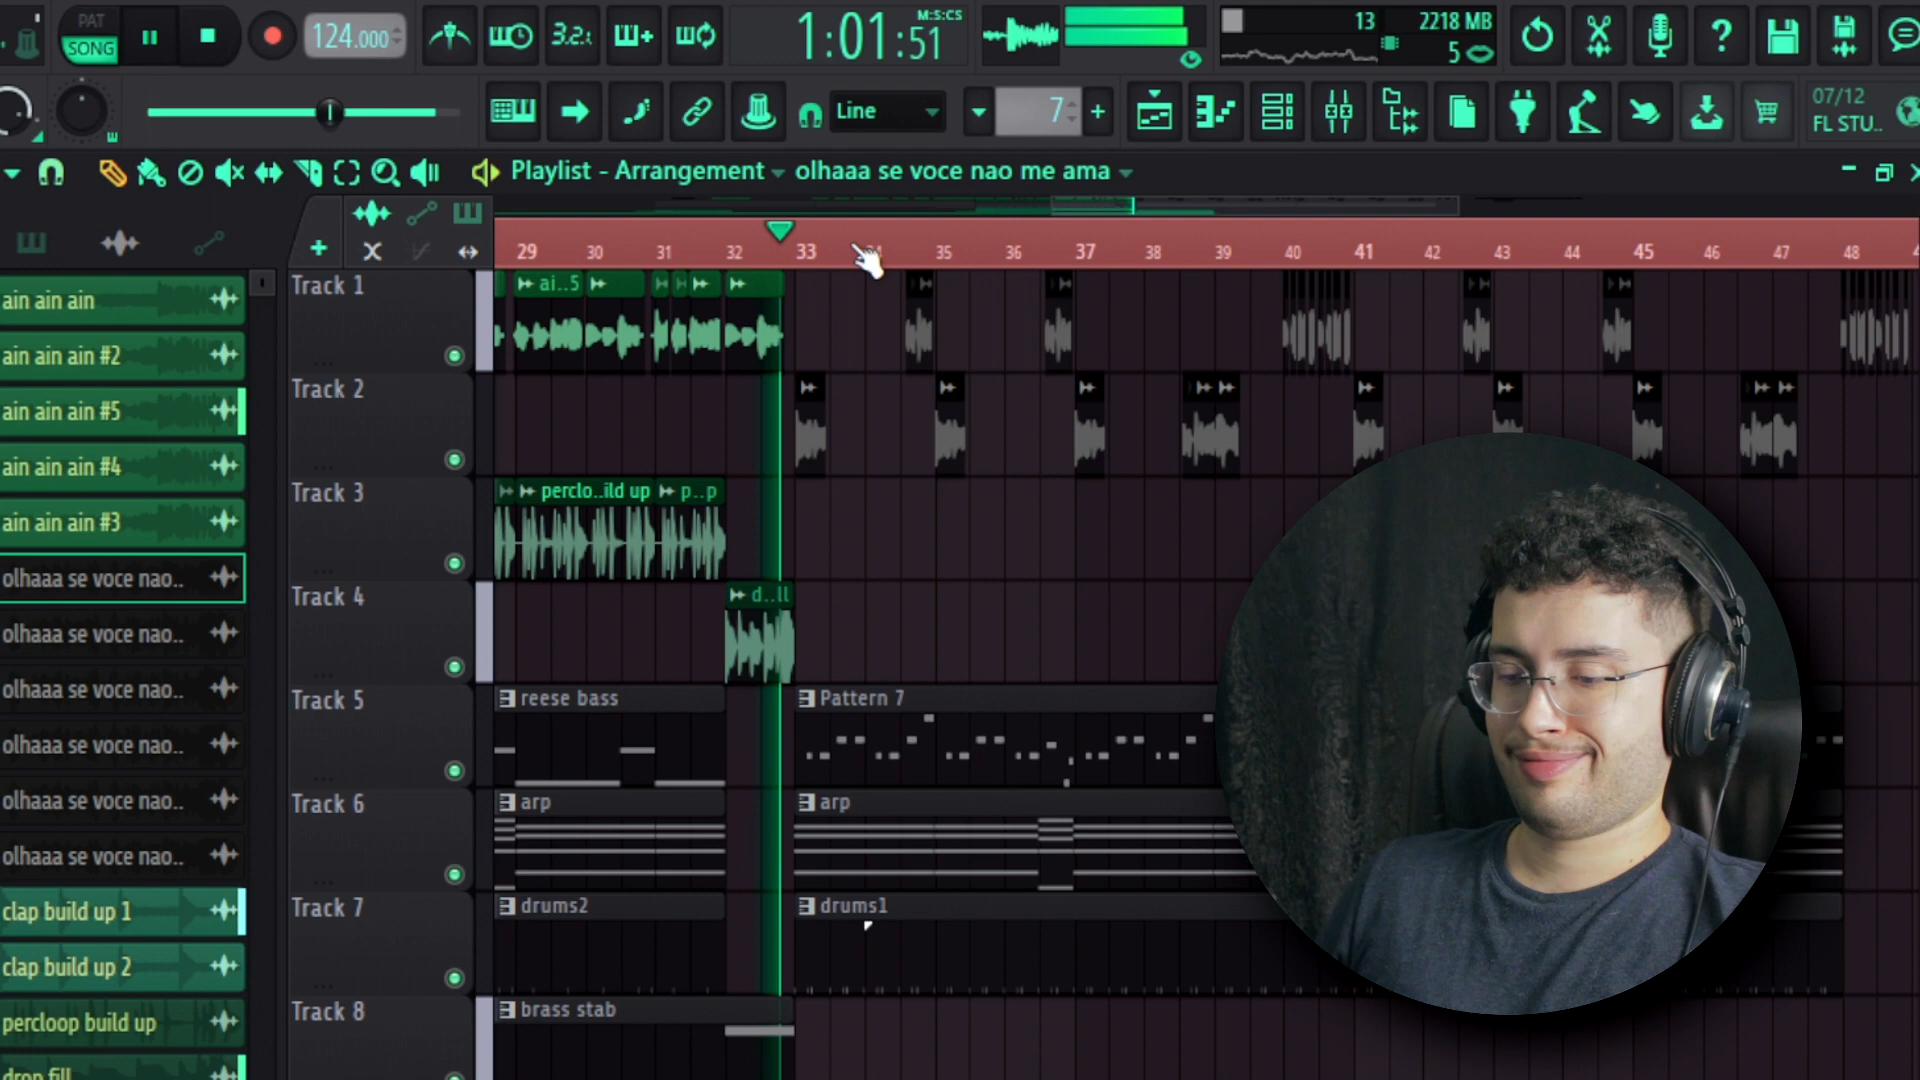 PAT
SONG
124.000
3.2.
1:01:51
M:S:CS
13
2218 MB
5
Line
7
+
07/12
FL STU..
Playlist - Arrangement
olhaaa se voce nao me ama
29 30 31 32 33 34 35 36 37 38 39 40 41 42 43 44 45 46 47 48
ain ain ain
ain ain ain #2
ain ain ain #5
ain ain ain #4
ain ain ain #3
olhaaa se voce nao..
olhaaa se voce nao..
olhaaa se voce nao..
olhaaa se voce nao..
olhaaa se voce nao..
olhaaa se voce nao..
clap build up 1
clap build up 2
percloop build up
drop fill
Track 1
ai..5
Track 2
Track 3
perclo..ild up
p..p
Track 4
d..ll
Track 5
reese bass
Pattern 7
Track 6
arp
arp
Track 7
drums2
drums1
Track 8
brass stab